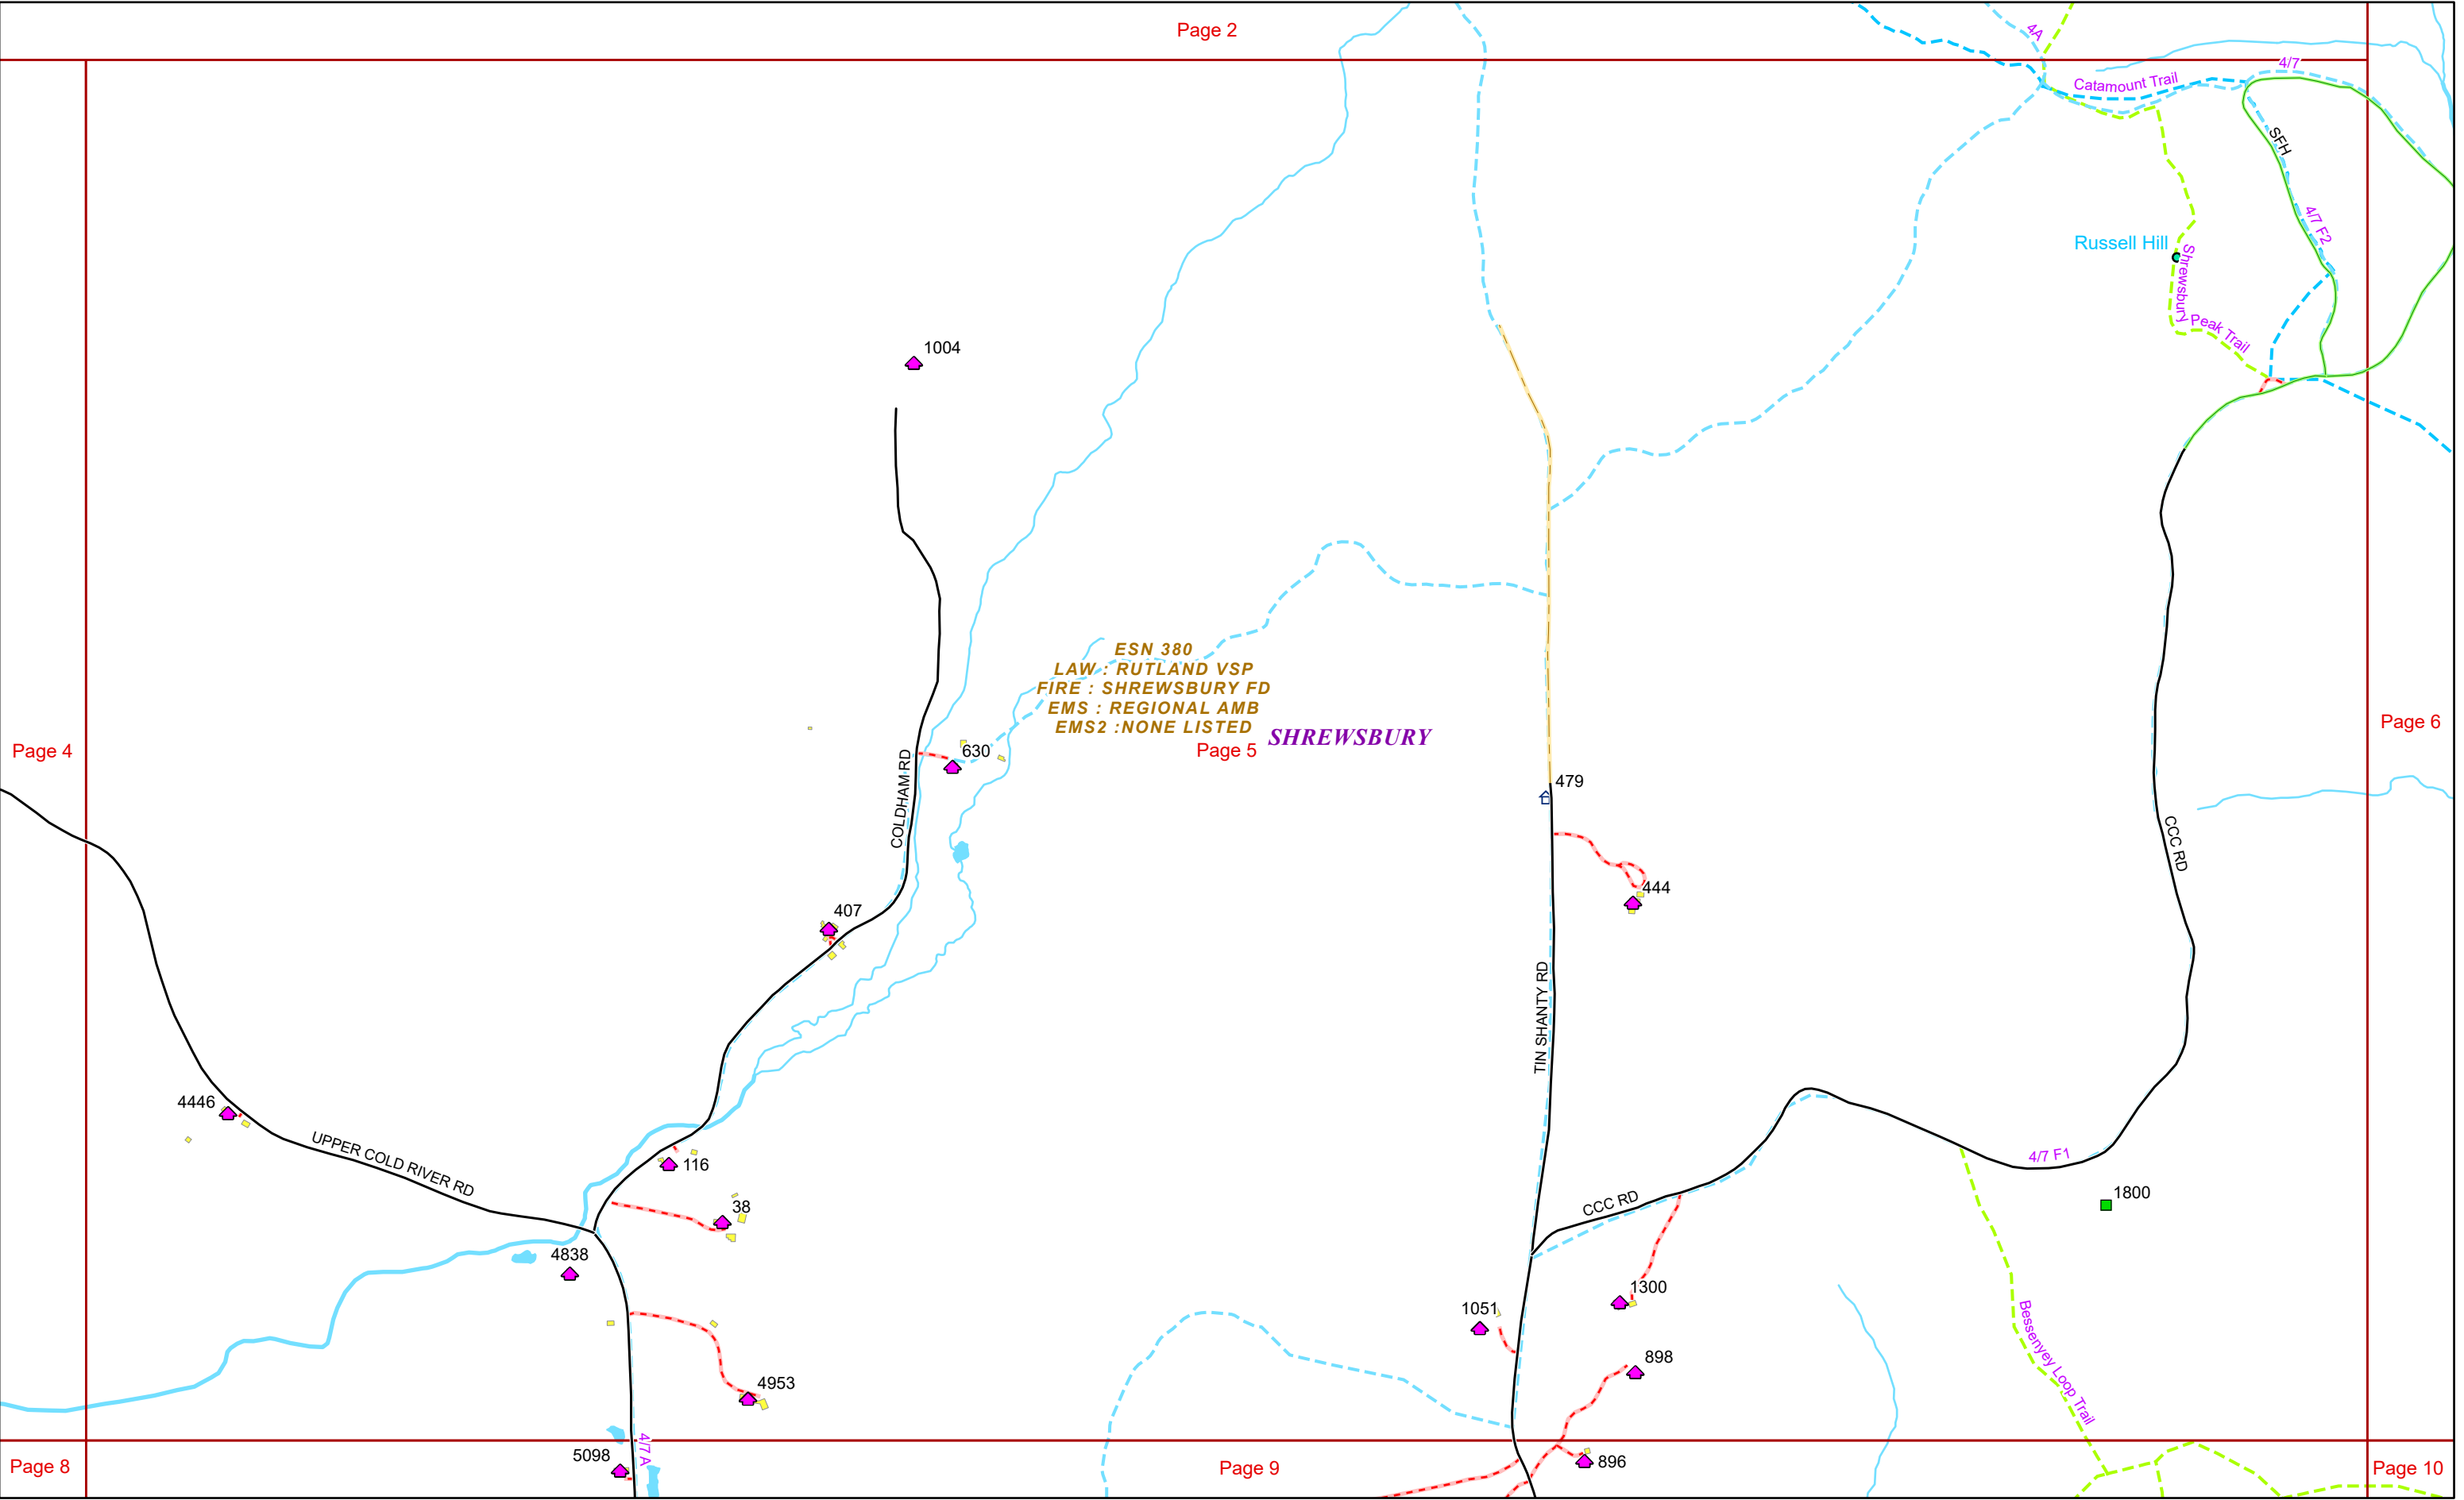 Page 2
4A
4/7
Catamount Trail
SFH
4/7 F2
Russell Hill
Shrewsbury Peak Trail
1004
ESN 380
LAW : RUTLAND VSP
FIRE : SHREWSBURY FD
EMS : REGIONAL AMB
EMS2 :NONE LISTED
SHREWSBURY
Page 5
Page 4
Page 6
630
COLDHAM RD
479
444
407
CCC RD
TIN SHANTY RD
4446
UPPER COLD RIVER RD
116
38
4838
4/7 F1
1800
CCC RD
1300
1051
898
Bessenyey Loop Trail
4953
5098
4/7 A
896
Page 8
Page 9
Page 10